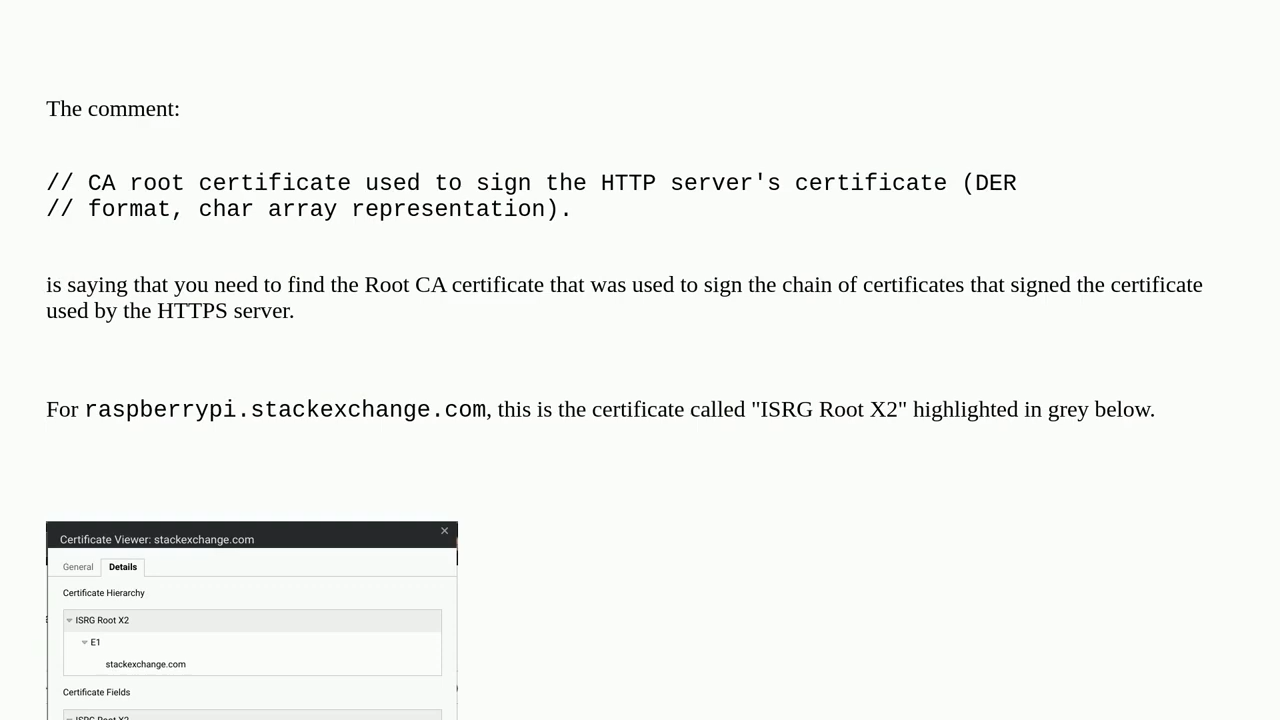 The comment:
// CA root certificate used to sign the HTTP server's certificate (DER
// format, char array representation).
is saying that you need to find the Root CA certificate that was used to sign the chain of certificates that signed the certificate
used by the HTTPS server.
For raspberrypi.stackexchange.com, this is the certificate called "ISRG Root X2" highlighted in grey below.
Certificate Viewer: stackexchange.com
General Details
Certificate Hierarchy
ISRG Root X2
E1
stackexchange.com
Certificate Fields
ISRG Root X2